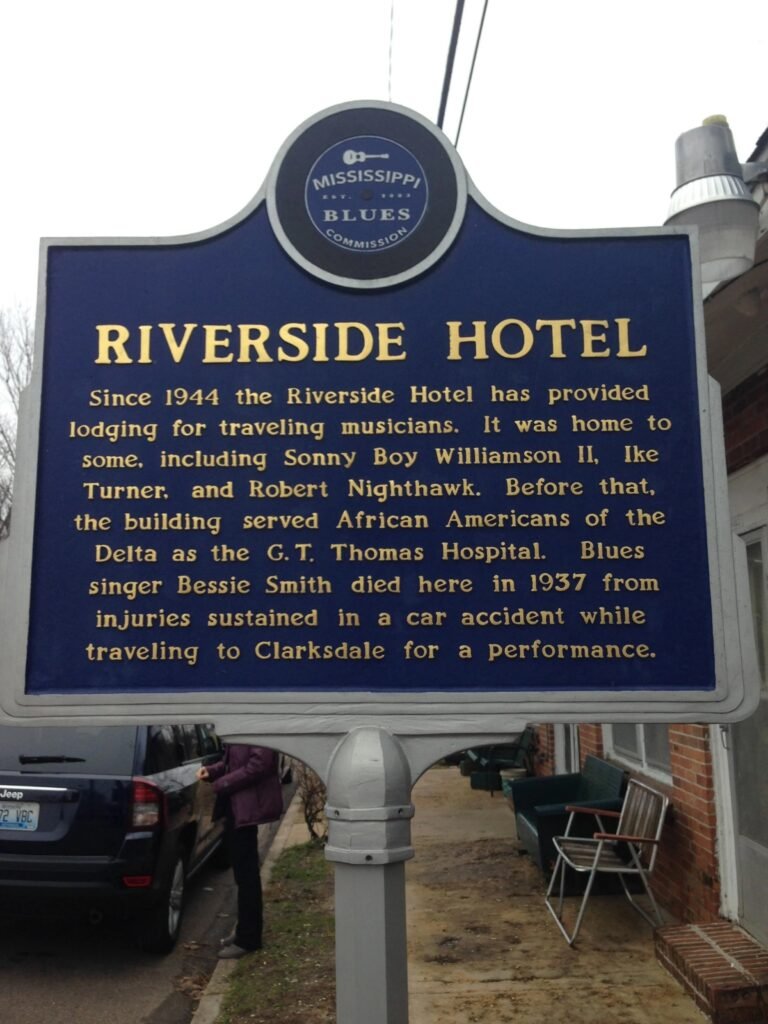 MISSISSIPPI
BLUES
COMMISSION
RIVERSIDE HOTEL
Since 1944 the Riverside Hotel has provided
lodging for traveling musicians. It was home to
some, including Sonny Boy Williamson II, Ike
Turner, and Robert Nighthawk. Before that,
the building served African Americans of the
Delta as the G.T. Thomas Hospital. Blues
singer Bessie Smith died here in 1937 from
injuries sustained in a car accident while
traveling to Clarksdale for a performance.
Jeep
72 VBC